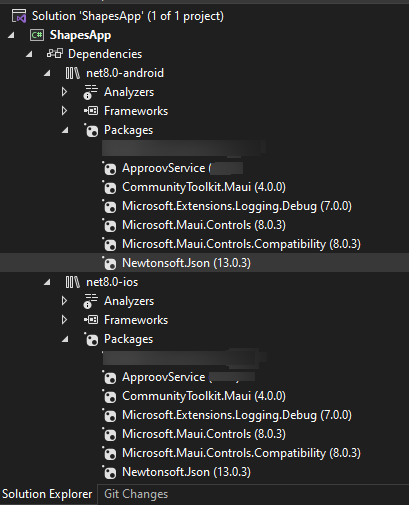 Solution 'ShapesApp' (1 of 1 project)
ShapesApp
Dependencies
net8.0-android
Analyzers
Frameworks
Packages
ApproovService (
CommunityToolkit.Maui (4.0.0)
Microsoft.Extensions.Logging.Debug (7.0.0)
Microsoft.Maui.Controls (8.0.3)
Microsoft.Maui.Controls.Compatibility (8.0.3)
Newtonsoft.Json (13.0.3)
net8.0-ios
Analyzers
Frameworks
Packages
ApproovService (
CommunityToolkit.Maui (4.0.0)
Microsoft.Extensions.Logging.Debug (7.0.0)
Microsoft.Maui.Controls (8.0.3)
Microsoft.Maui.Controls.Compatibility (8.0.3)
Newtonsoft.Json (13.0.3)
Solution Explorer Git Changes